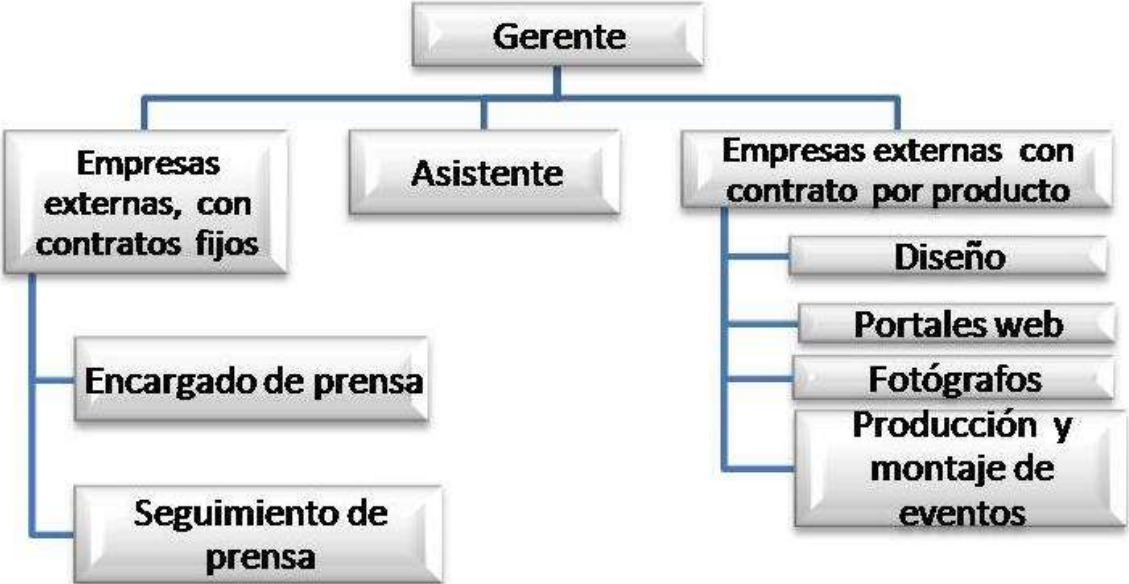 Gerente
Empresas
externas, con
contratos fijos
Asistente
Empresas externas con
contrato por producto
Encargado de prensa
Seguimiento de
prensa
Diseño
Portales web
Fotógrafos
Producción y
montaje de
eventos